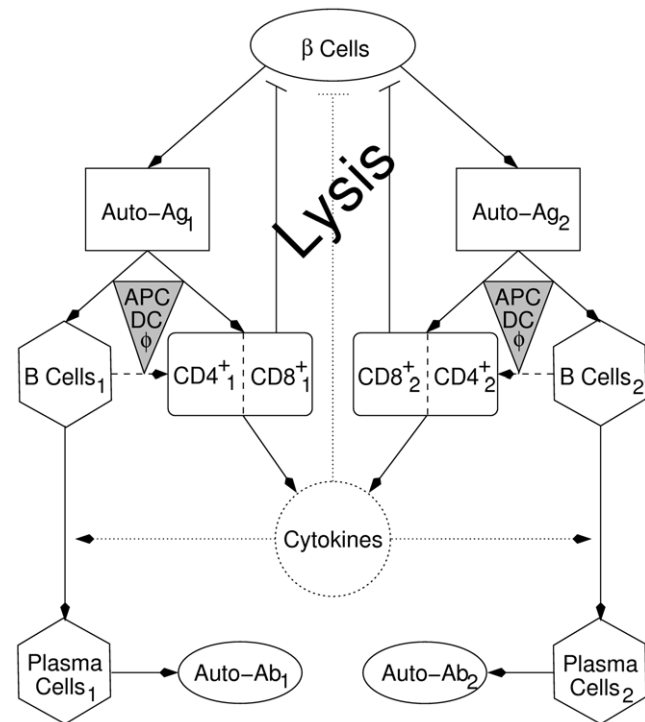 β Cells
Lysis
Auto–Ag₁
Auto–Ag₂
APC
DC
ϕ
APC
DC
ϕ
B Cells₁
CD4⁺₁
CD8⁺₁
CD8⁺₂
CD4⁺₂
B Cells₂
Cytokines
Plasma
Cells₁
Auto–Ab₁
Auto–Ab₂
Plasma
Cells₂